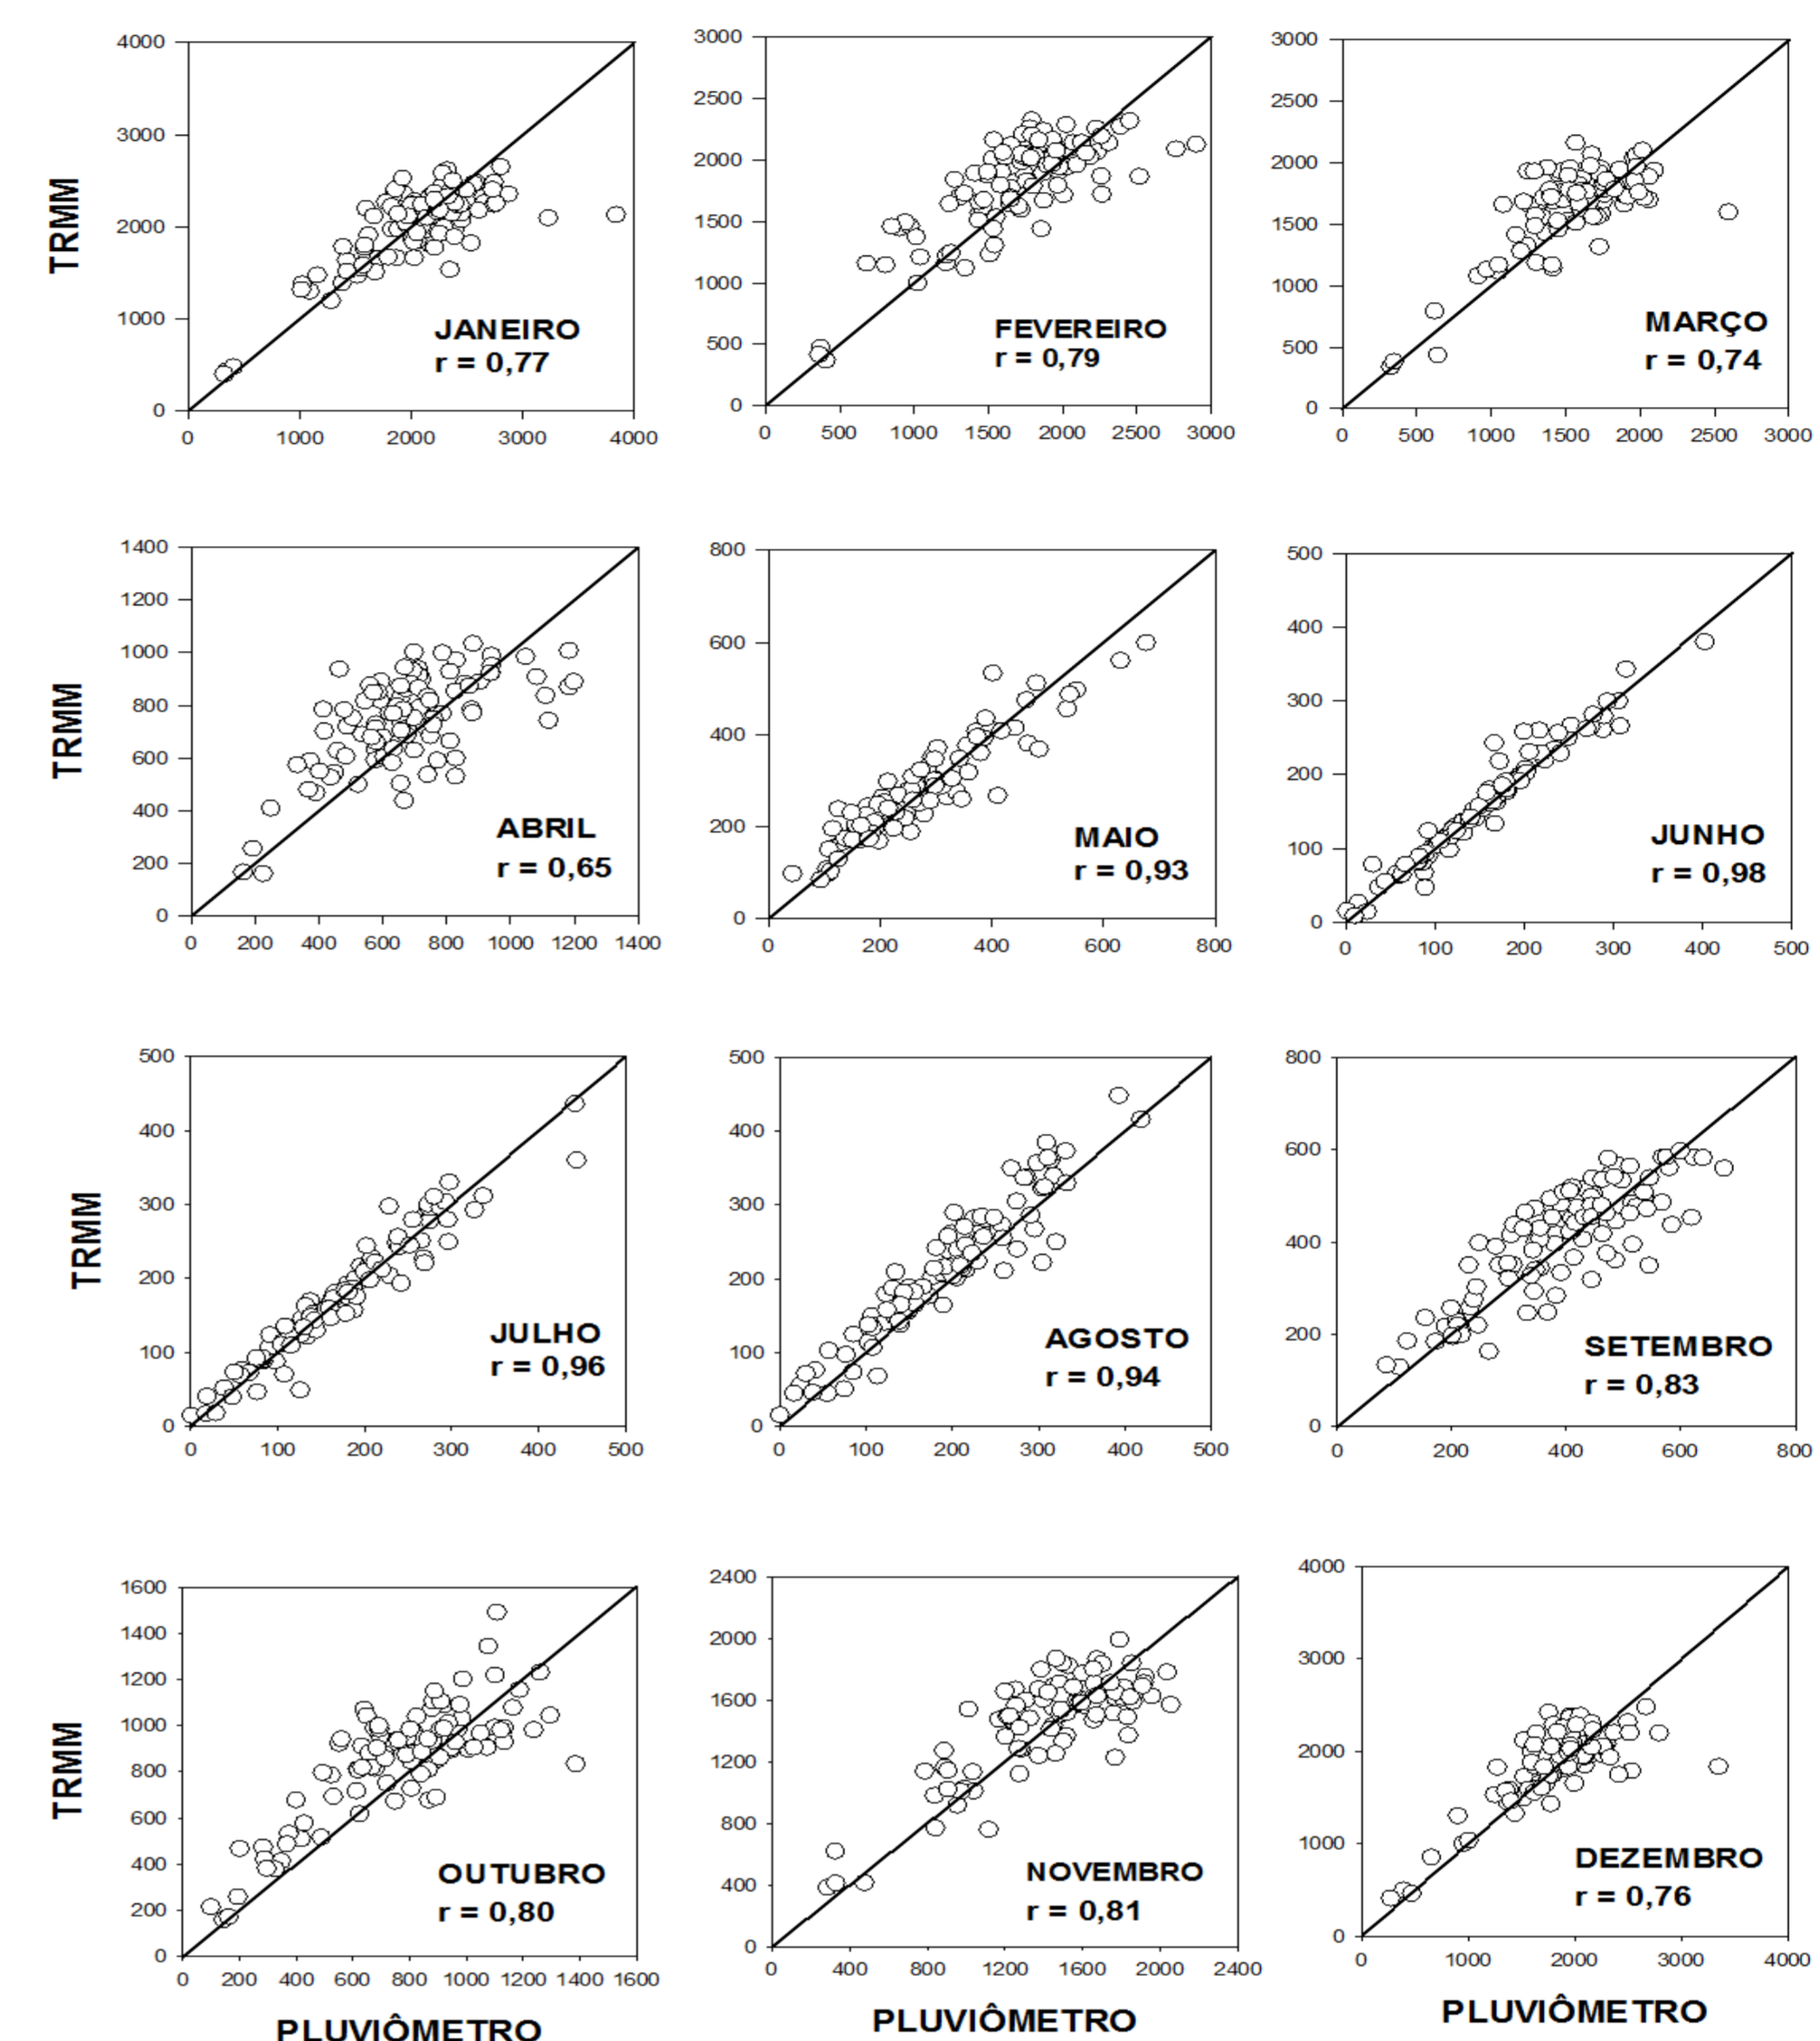 4000
3000
2000
1000
0
0 1000 2000 3000 4000
TRMM
JANEIRO
r = 0,77
3000
2500
2000
1500
1000
500
0
0 500 1000 1500 2000 2500 3000
FEVEREIRO
r = 0,79
3000
2500
2000
1500
1000
500
0
0 500 1000 1500 2000 2500 3000
MARÇO
r = 0,74
1400
1200
1000
800
600
400
200
0
0 200 400 600 800 1000 1200 1400
TRMM
ABRIL
r = 0,65
800
600
400
200
0
0 200 400 600 800
MAIO
r = 0,93
500
400
300
200
100
0
0 100 200 300 400 500
JUNHO
r = 0,98
500
400
300
200
100
0
0 100 200 300 400 500
TRMM
JULHO
r = 0,96
500
400
300
200
100
0
0 100 200 300 400 500
AGOSTO
r = 0,94
800
600
400
200
0
0 200 400 600 800
SETEMBRO
r = 0,83
1600
1400
1200
1000
800
600
400
200
0
0 200 400 600 800 1000 1200 1400 1600
TRMM
OUTUBRO
r = 0,80
PLUVIÔMETRO
2400
2000
1600
1200
800
400
0
0 400 800 1200 1600 2000 2400
NOVEMBRO
r = 0,81
PLUVIÔMETRO
4000
3000
2000
1000
0
0 1000 2000 3000 4000
DEZEMBRO
r = 0,76
PLUVIÔMETRO